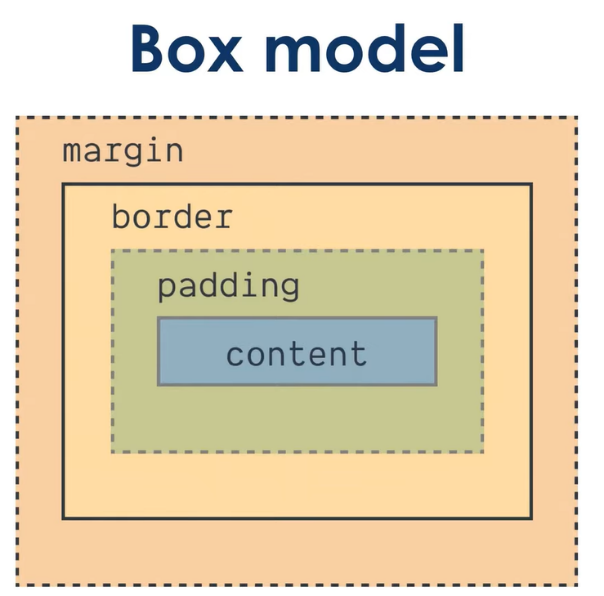 Box model
margin
border
padding
content